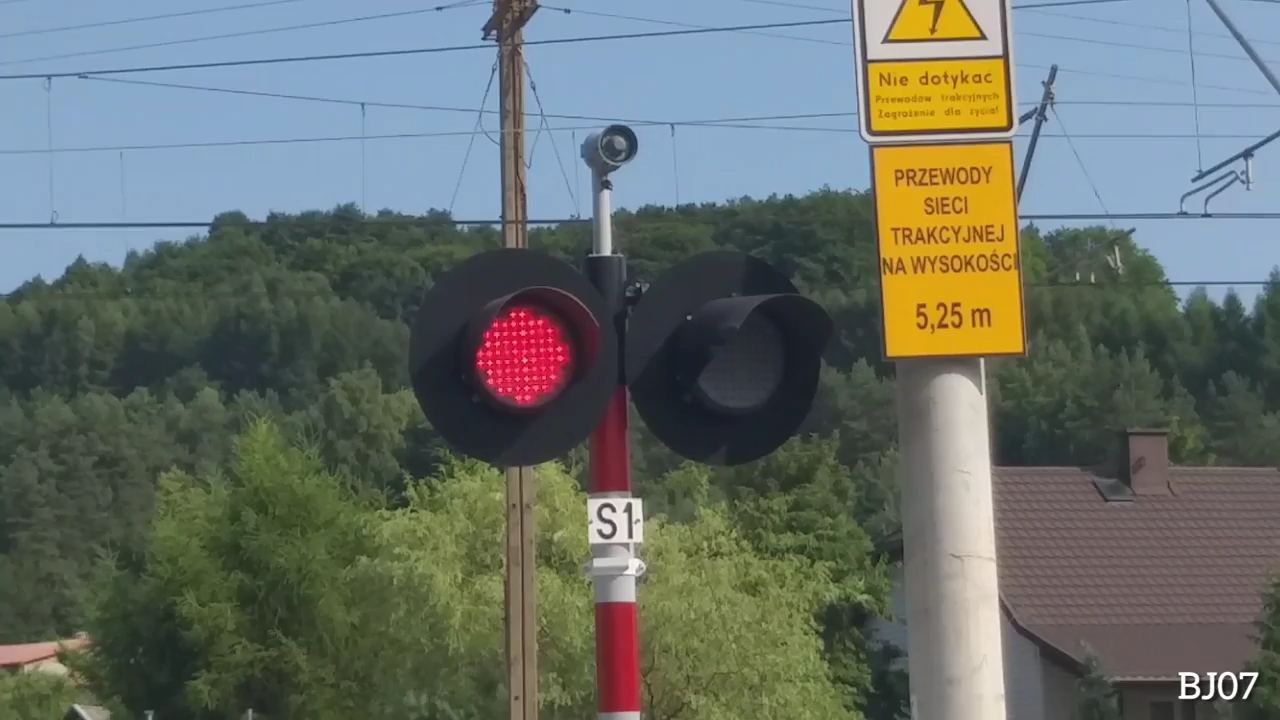 Nie dotykac
Przewodów trakcyjnych
Zagrożenie dla życia!
PRZEWODY
SIECI
TRAKCYJNEJ
NA WYSOKOŚCI
5,25 m
S1
BJ07